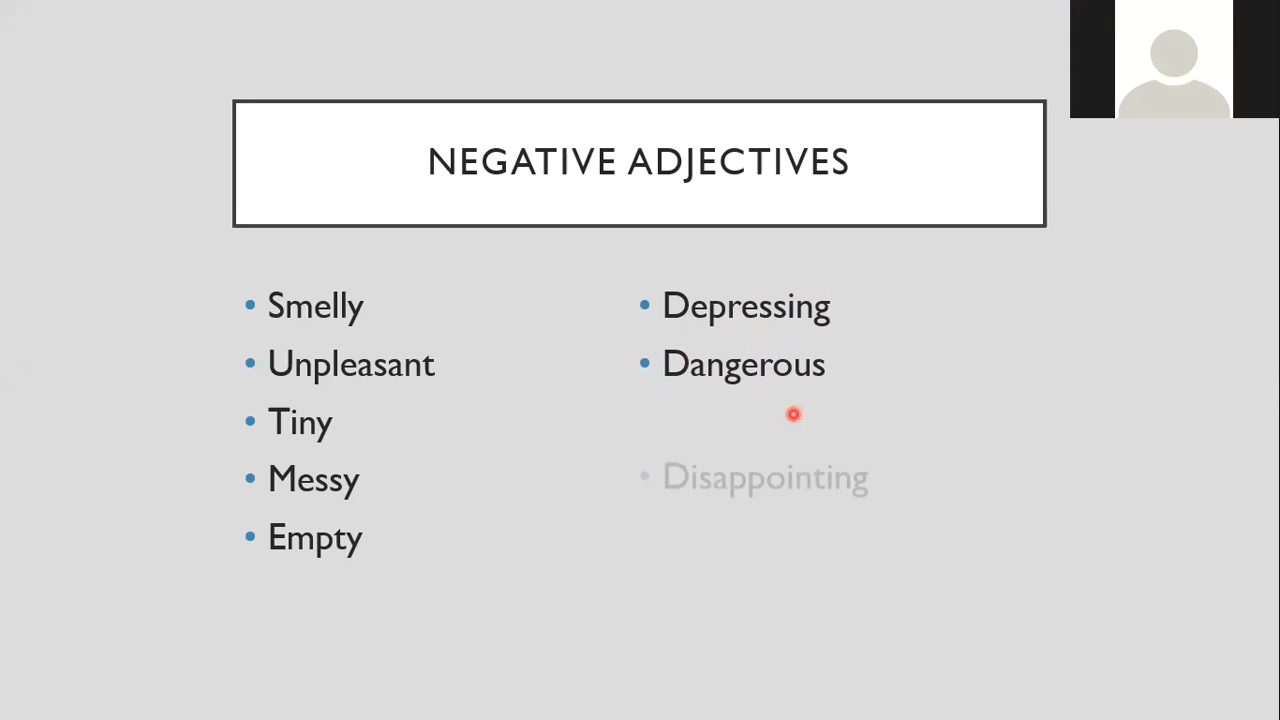 NEGATIVE ADJECTIVES
• Smelly
• Unpleasant
• Tiny
• Messy
• Empty
• Depressing
• Dangerous
• Disappointing